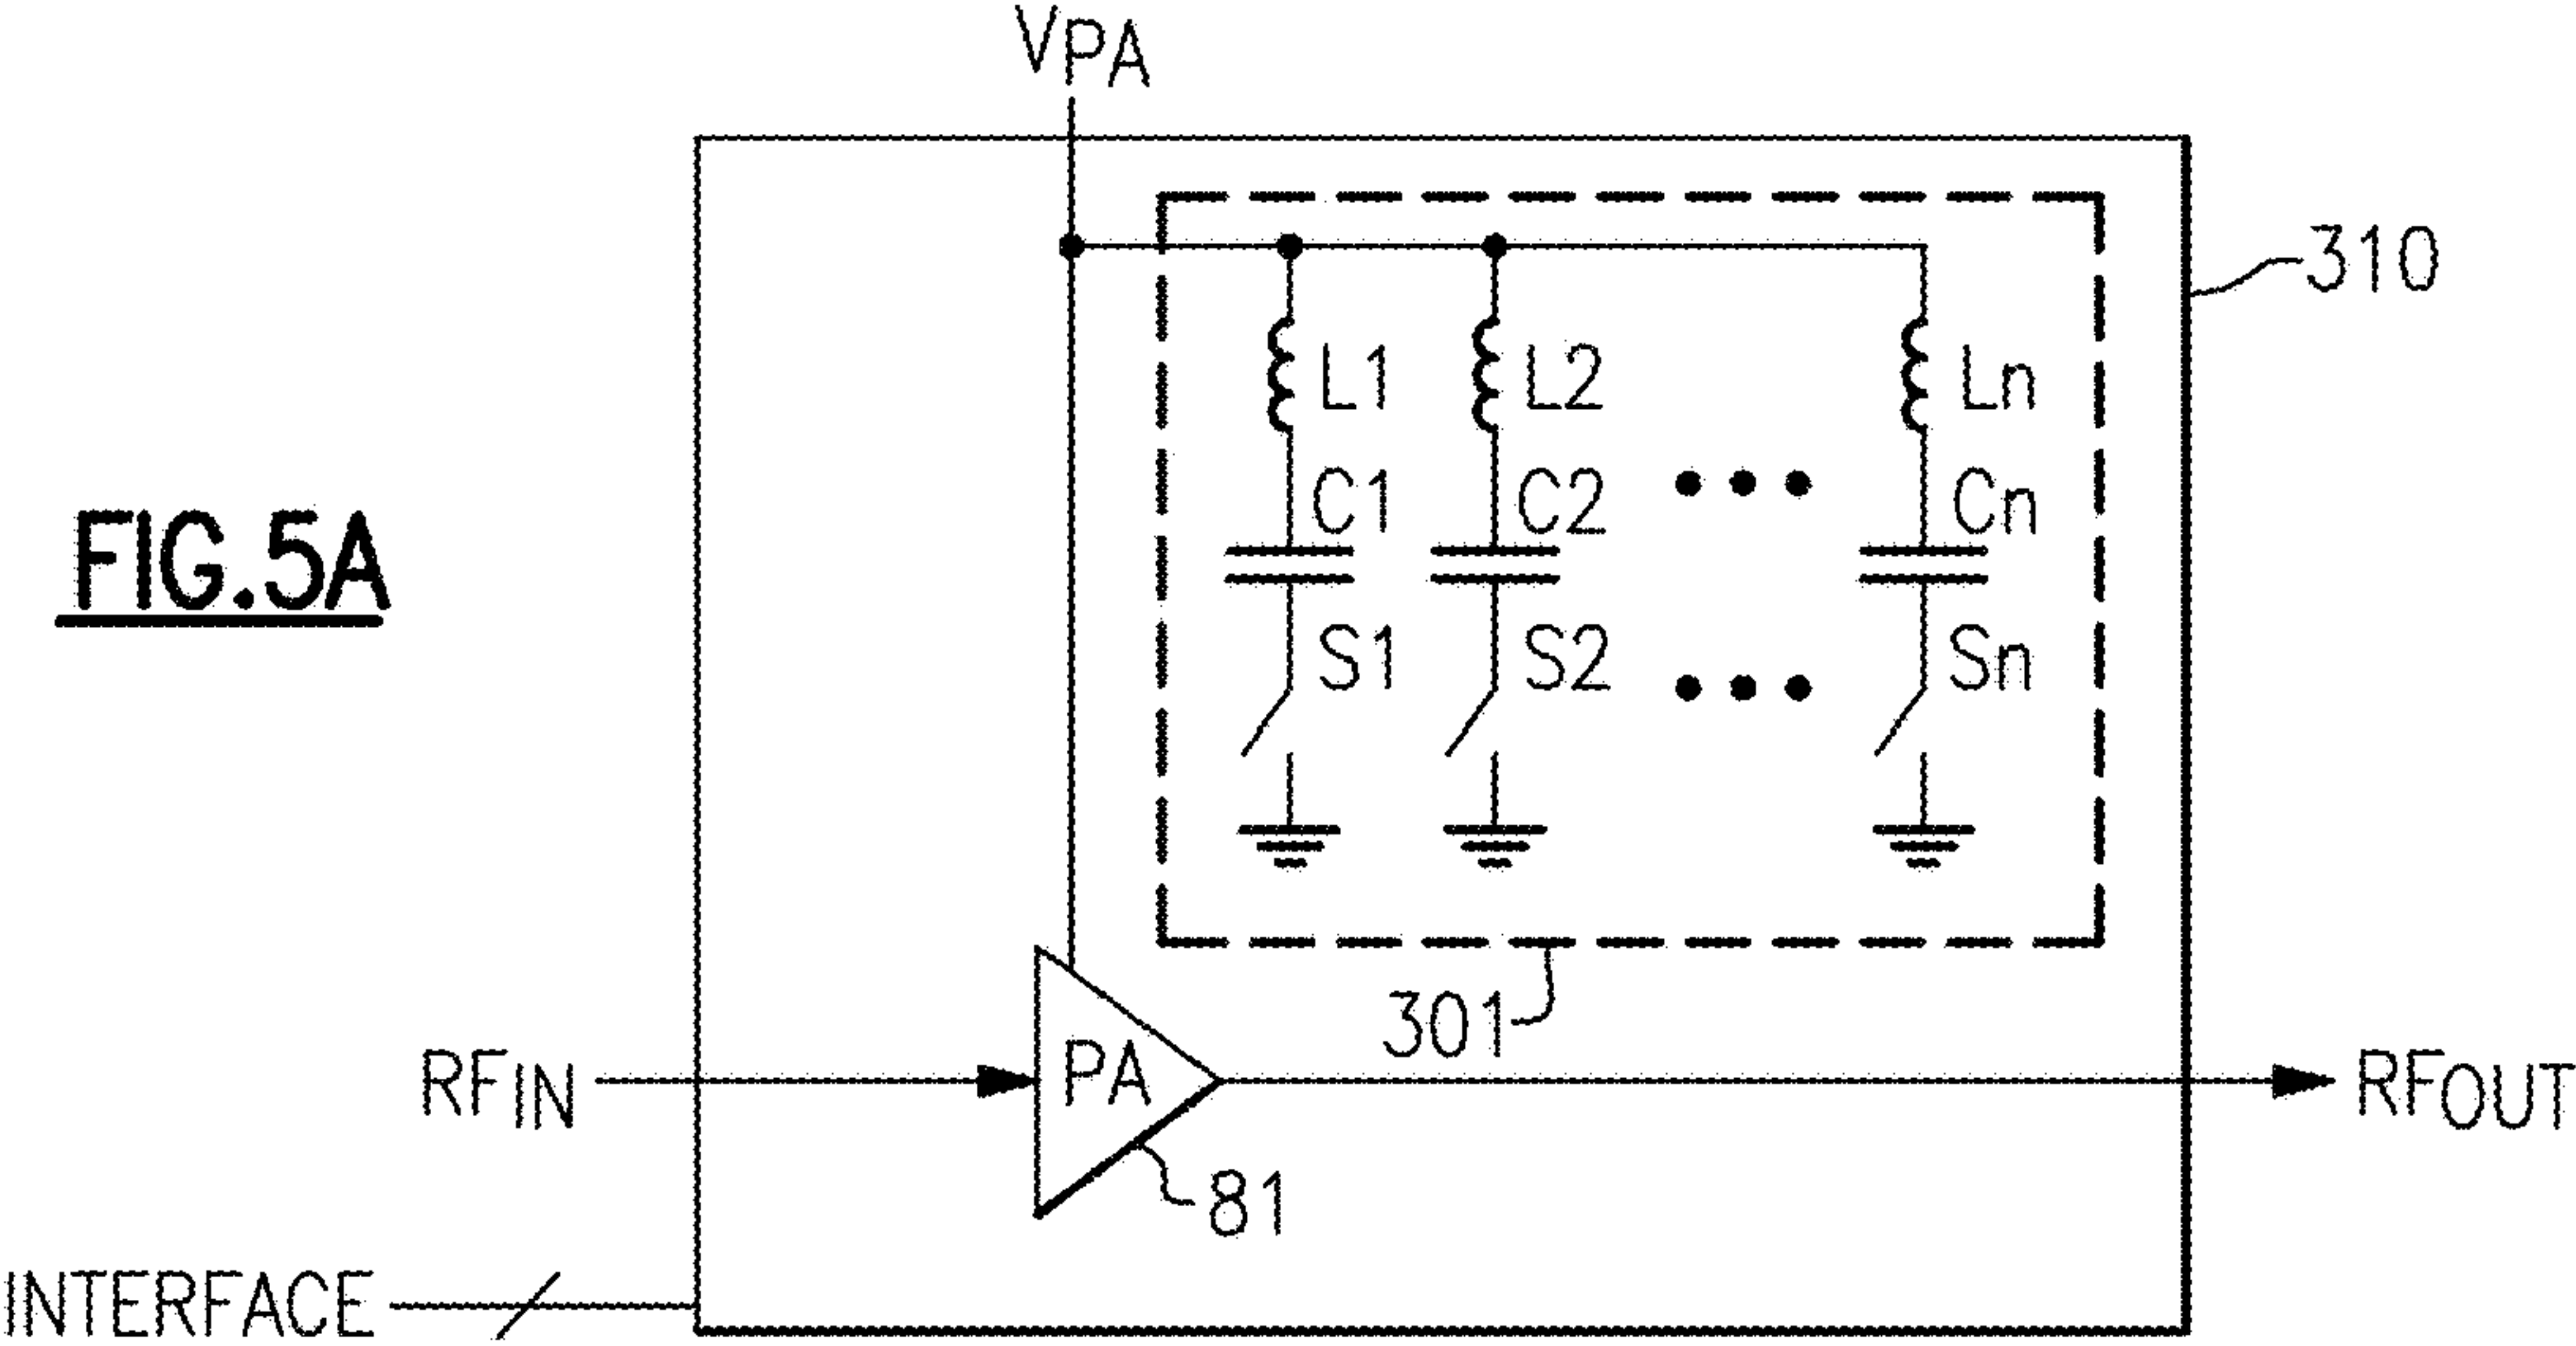 VPA
310
L1 L2 Ln
C1 C2 Cn
FIG.5A
S1 S2 Sn
301
RFIN PA RFOUT
81
INTERFACE